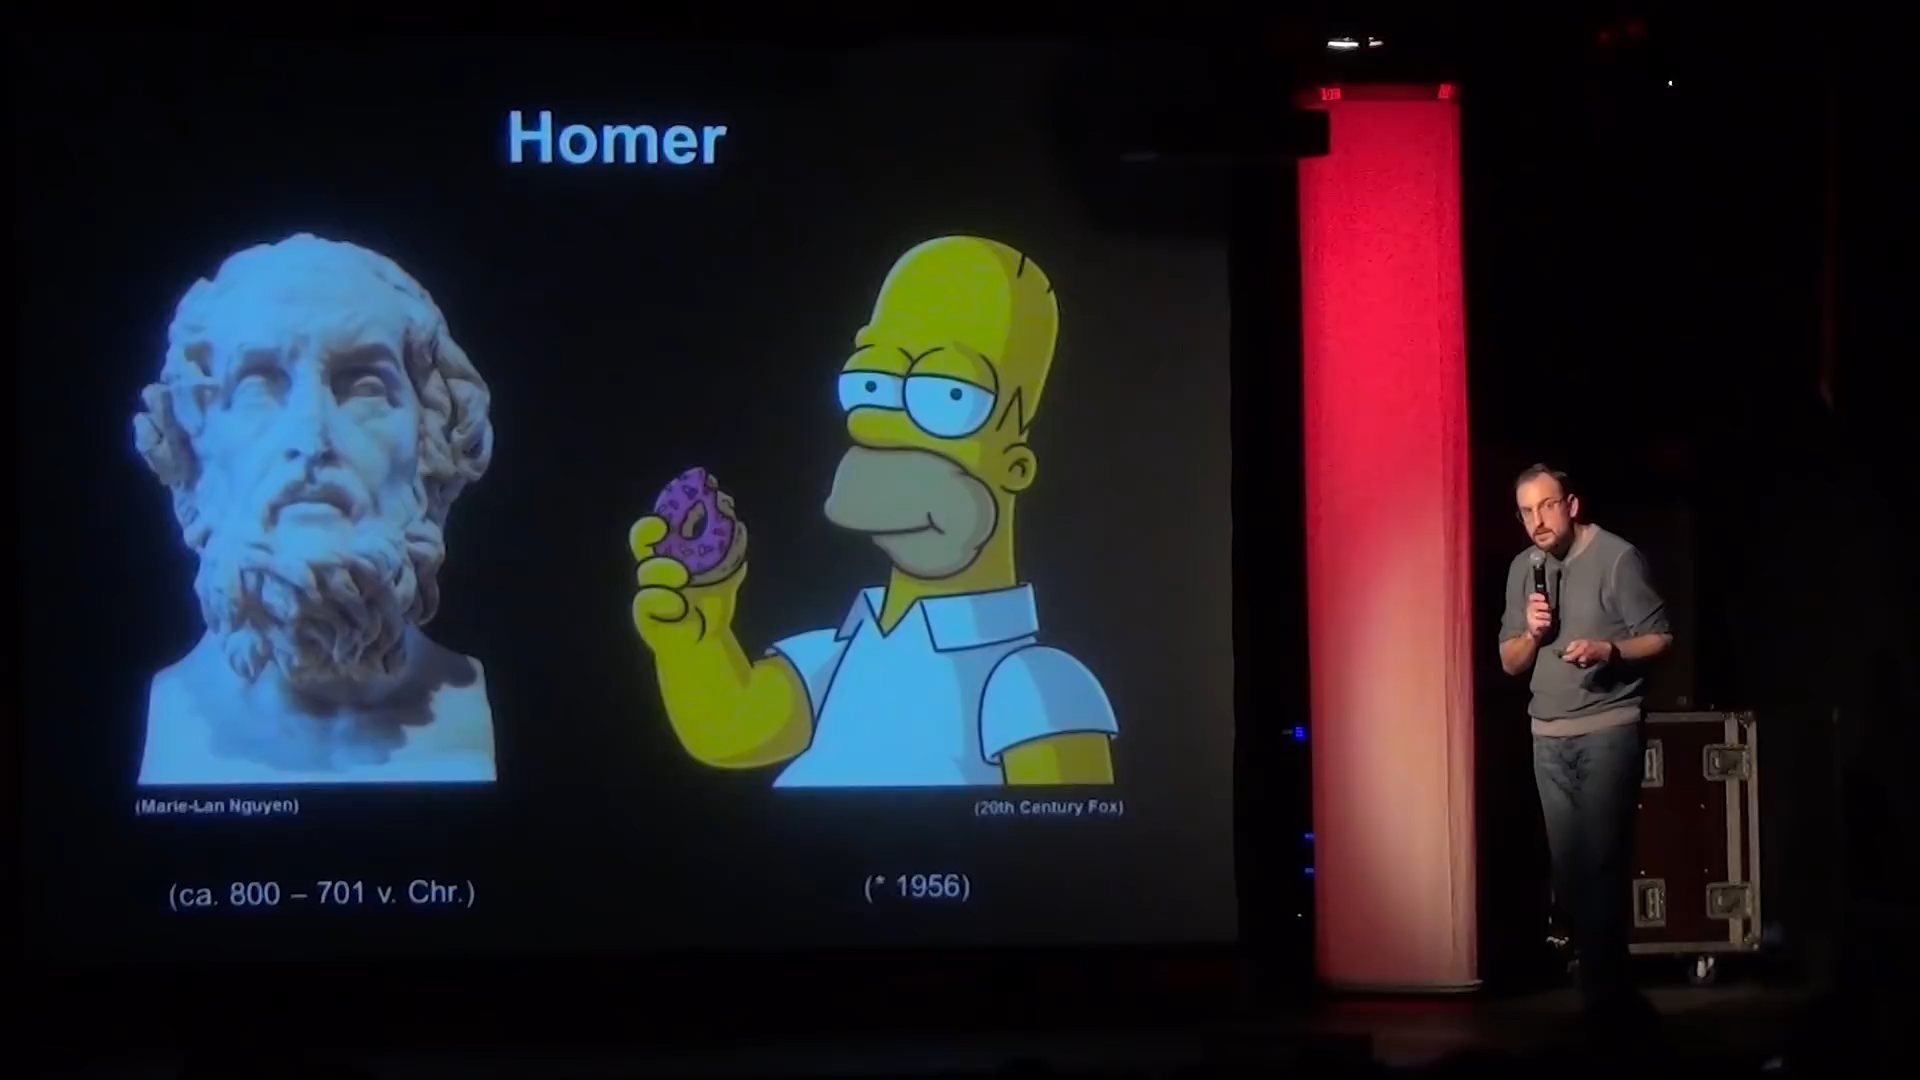 Homer
(Marie-Lan Nguyen)
(20th Century Fox)
(ca. 800 – 701 v. Chr.)
(* 1956)